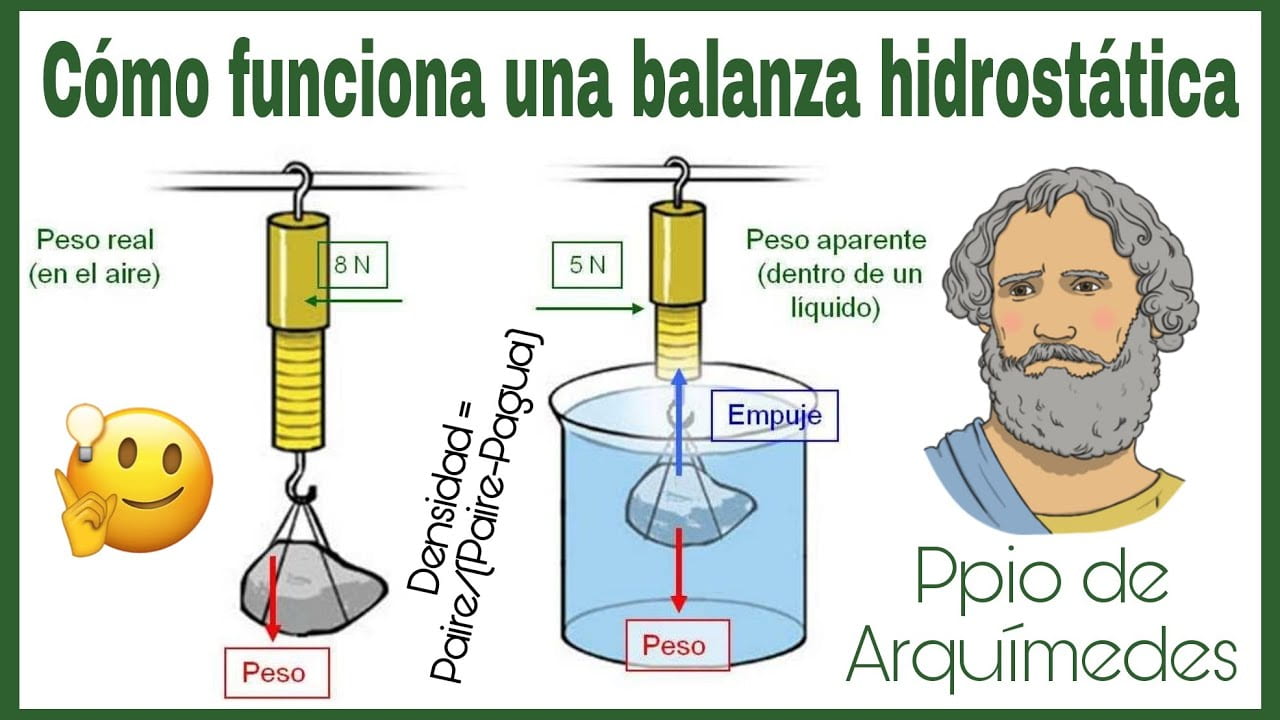 Cómo funciona una balanza hidrostática
Peso real
(en el aire)
8 N
Peso
Densidad =
Paire/(Paire-Pagua)
5 N
Peso aparente
(dentro de un
líquido)
Empuje
Peso
Ppio de
Arquímedes